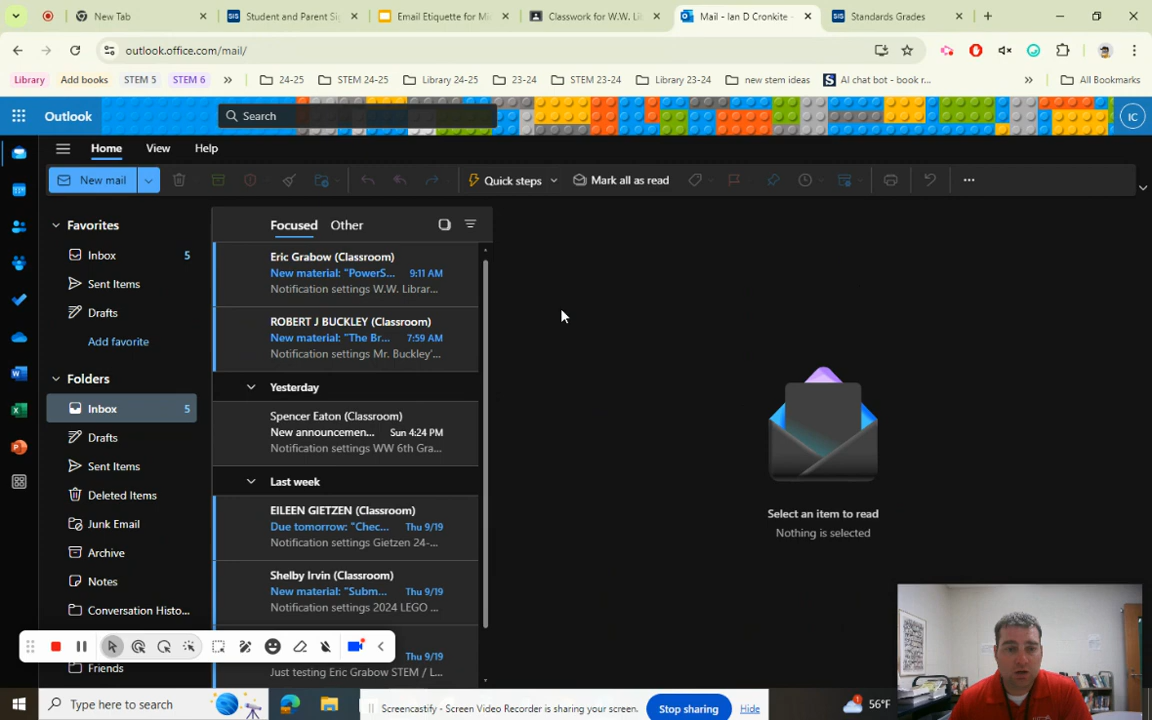 New Tab
Student and Parent Si
Email Etiquette for Mi
Classwork for W.W. Li
Mail - Ian D Cronkite -
Standards Grades
outlook.office.com/mail/
Library
Add books
STEM 5
STEM 6
24-25
STEM 24-25
Library 24-25
23-24
STEM 23-24
Library 23-24
new stem ideas
AI chat bot - book r...
All Bookmarks
Outlook
Search
IC
Home
View
Help
New mail
Quick steps
Mark all as read
Favorites
Inbox 5
Sent Items
Drafts
Add favorite
Folders
Inbox 5
Drafts
Sent Items
Deleted Items
Junk Email
Archive
Notes
Conversation Histo...
Friends
Focused
Other
Eric Grabow (Classroom)
New material: "PowerS... 9:11 AM
Notification settings W.W. Librar...
ROBERT J BUCKLEY (Classroom)
New material: "The Br... 7:59 AM
Notification settings Mr. Buckley'...
Yesterday
Spencer Eaton (Classroom)
New announcemen... Sun 4:24 PM
Notification settings WW 6th Gra...
Last week
EILEEN GIETZEN (Classroom)
Due tomorrow: "Chec... Thu 9/19
Notification settings Gietzen 24-...
Shelby Irvin (Classroom)
New material: "Subm... Thu 9/19
Notification settings 2024 LEGO ...
Thu 9/19
Just testing Eric Grabow STEM / L...
Select an item to read
Nothing is selected
Type here to search
Screencastify - Screen Video Recorder is sharing your screen.
Stop sharing
Hide
56°F